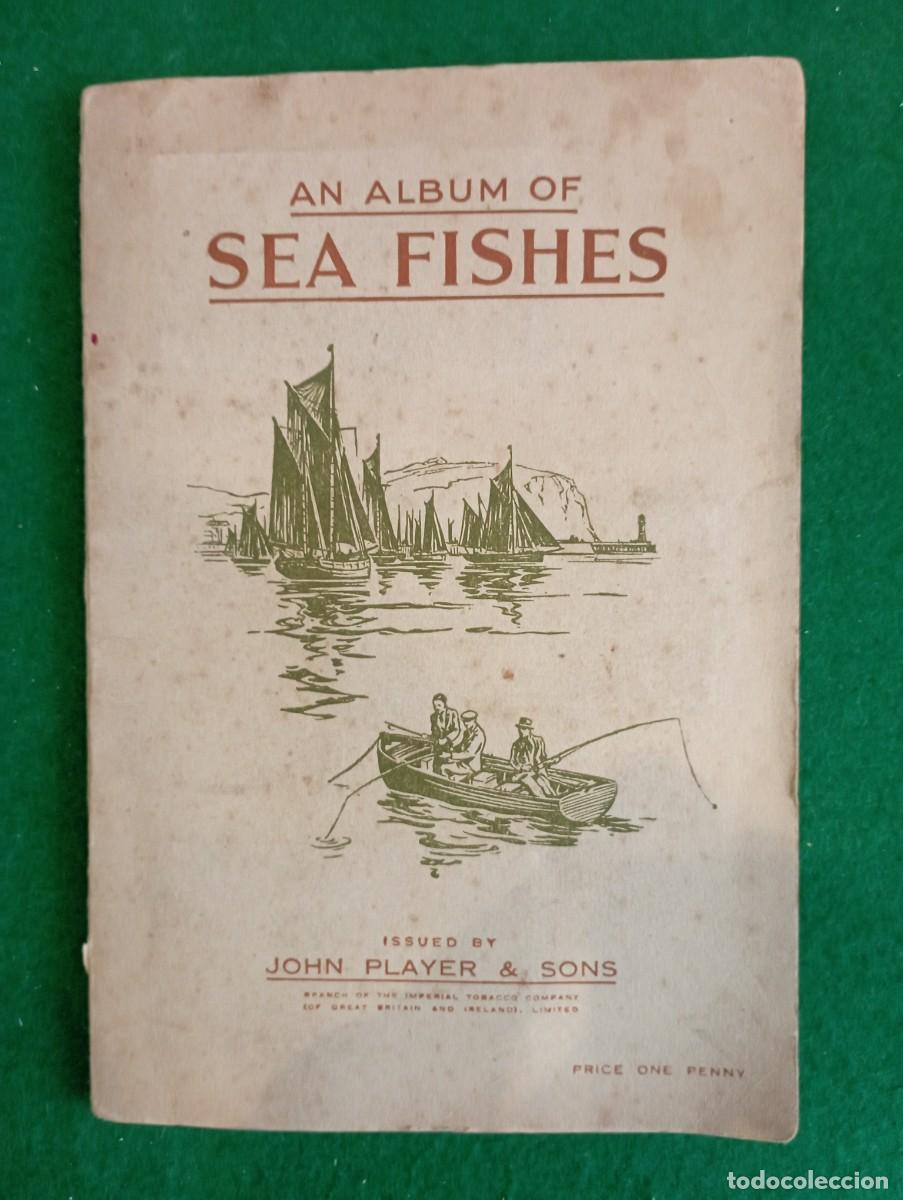 AN ALBUM OF
SEA FISHES
ISSUED BY
JOHN PLAYER & SONS
BRANCH OF THE IMPERIAL TOBACCO COMPANY
(OF GREAT BRITAIN AND IRELAND), LIMITED
PRICE ONE PENNY
todocoleccion